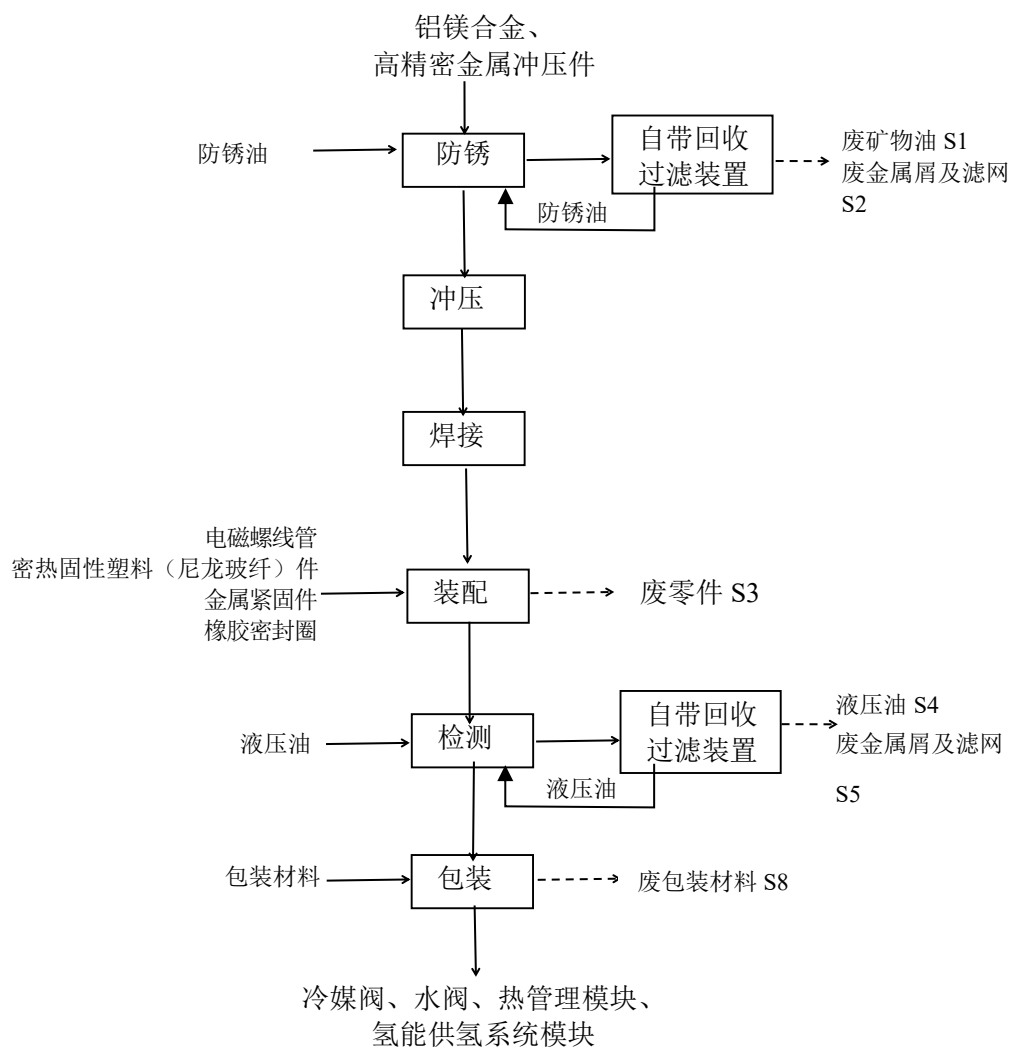 铝镁合金、
高精密金属冲压件
防锈油
防锈
自带回收
过滤装置
废矿物油 S1
废金属屑及滤网
S2
防锈油
冲压
焊接
电磁螺线管
密热固性塑料（尼龙玻纤）件
金属紧固件
橡胶密封圈
装配
废零件 S3
液压油
检测
自带回收
过滤装置
液压油 S4
废金属屑及滤网
S5
液压油
包装材料
包装
废包装材料 S8
冷媒阀、水阀、热管理模块、
氢能供氢系统模块